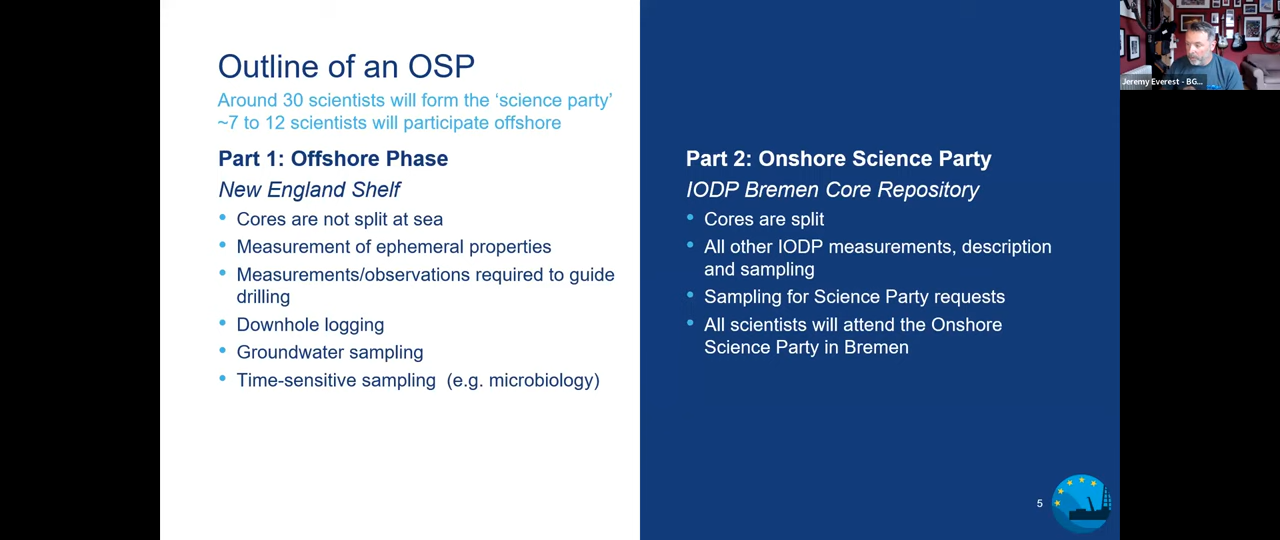 Outline of an OSP
Around 30 scientists will form the ‘science party’
~7 to 12 scientists will participate offshore
Part 1: Offshore Phase
New England Shelf
• Cores are not split at sea
• Measurement of ephemeral properties
• Measurements/observations required to guide
drilling
• Downhole logging
• Groundwater sampling
• Time-sensitive sampling (e.g. microbiology)
Part 2: Onshore Science Party
IODP Bremen Core Repository
• Cores are split
• All other IODP measurements, description
and sampling
• Sampling for Science Party requests
• All scientists will attend the Onshore
Science Party in Bremen
5
Jeremy Everest - BG...